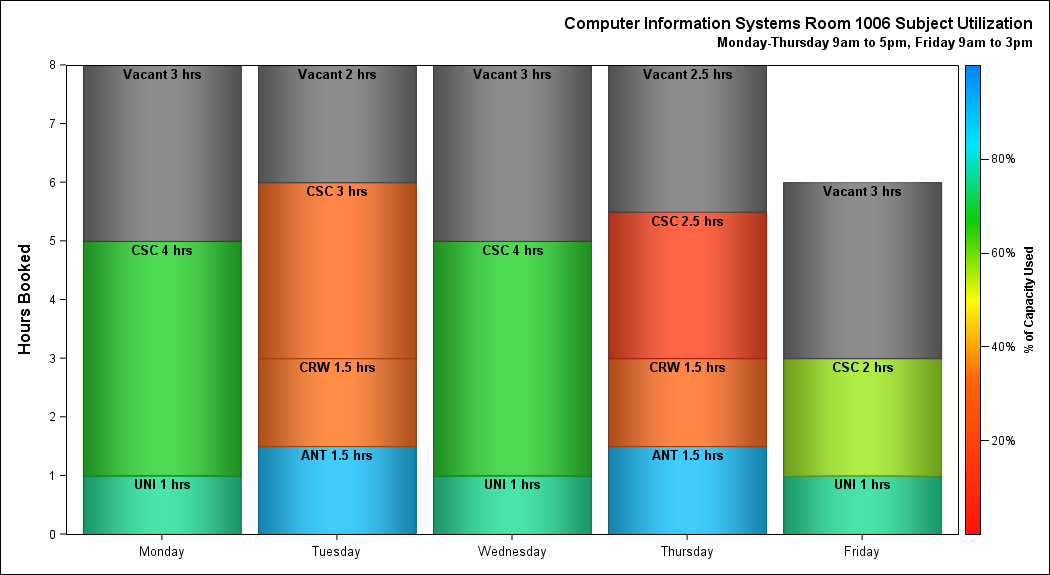 Computer Information Systems Room 1006 Subject Utilization
Monday-Thursday 9am to 5pm, Friday 9am to 3pm
Hours Booked
8
7
6
5
4
3
2
1
0
Vacant 3 hrs
CSC 4 hrs
UNI 1 hrs
Vacant 2 hrs
CSC 3 hrs
CRW 1.5 hrs
ANT 1.5 hrs
Vacant 3 hrs
CSC 4 hrs
UNI 1 hrs
Vacant 2.5 hrs
CSC 2.5 hrs
CRW 1.5 hrs
ANT 1.5 hrs
Vacant 3 hrs
CSC 2 hrs
UNI 1 hrs
Monday
Tuesday
Wednesday
Thursday
Friday
80%
60%
40%
20%
% of Capacity Used